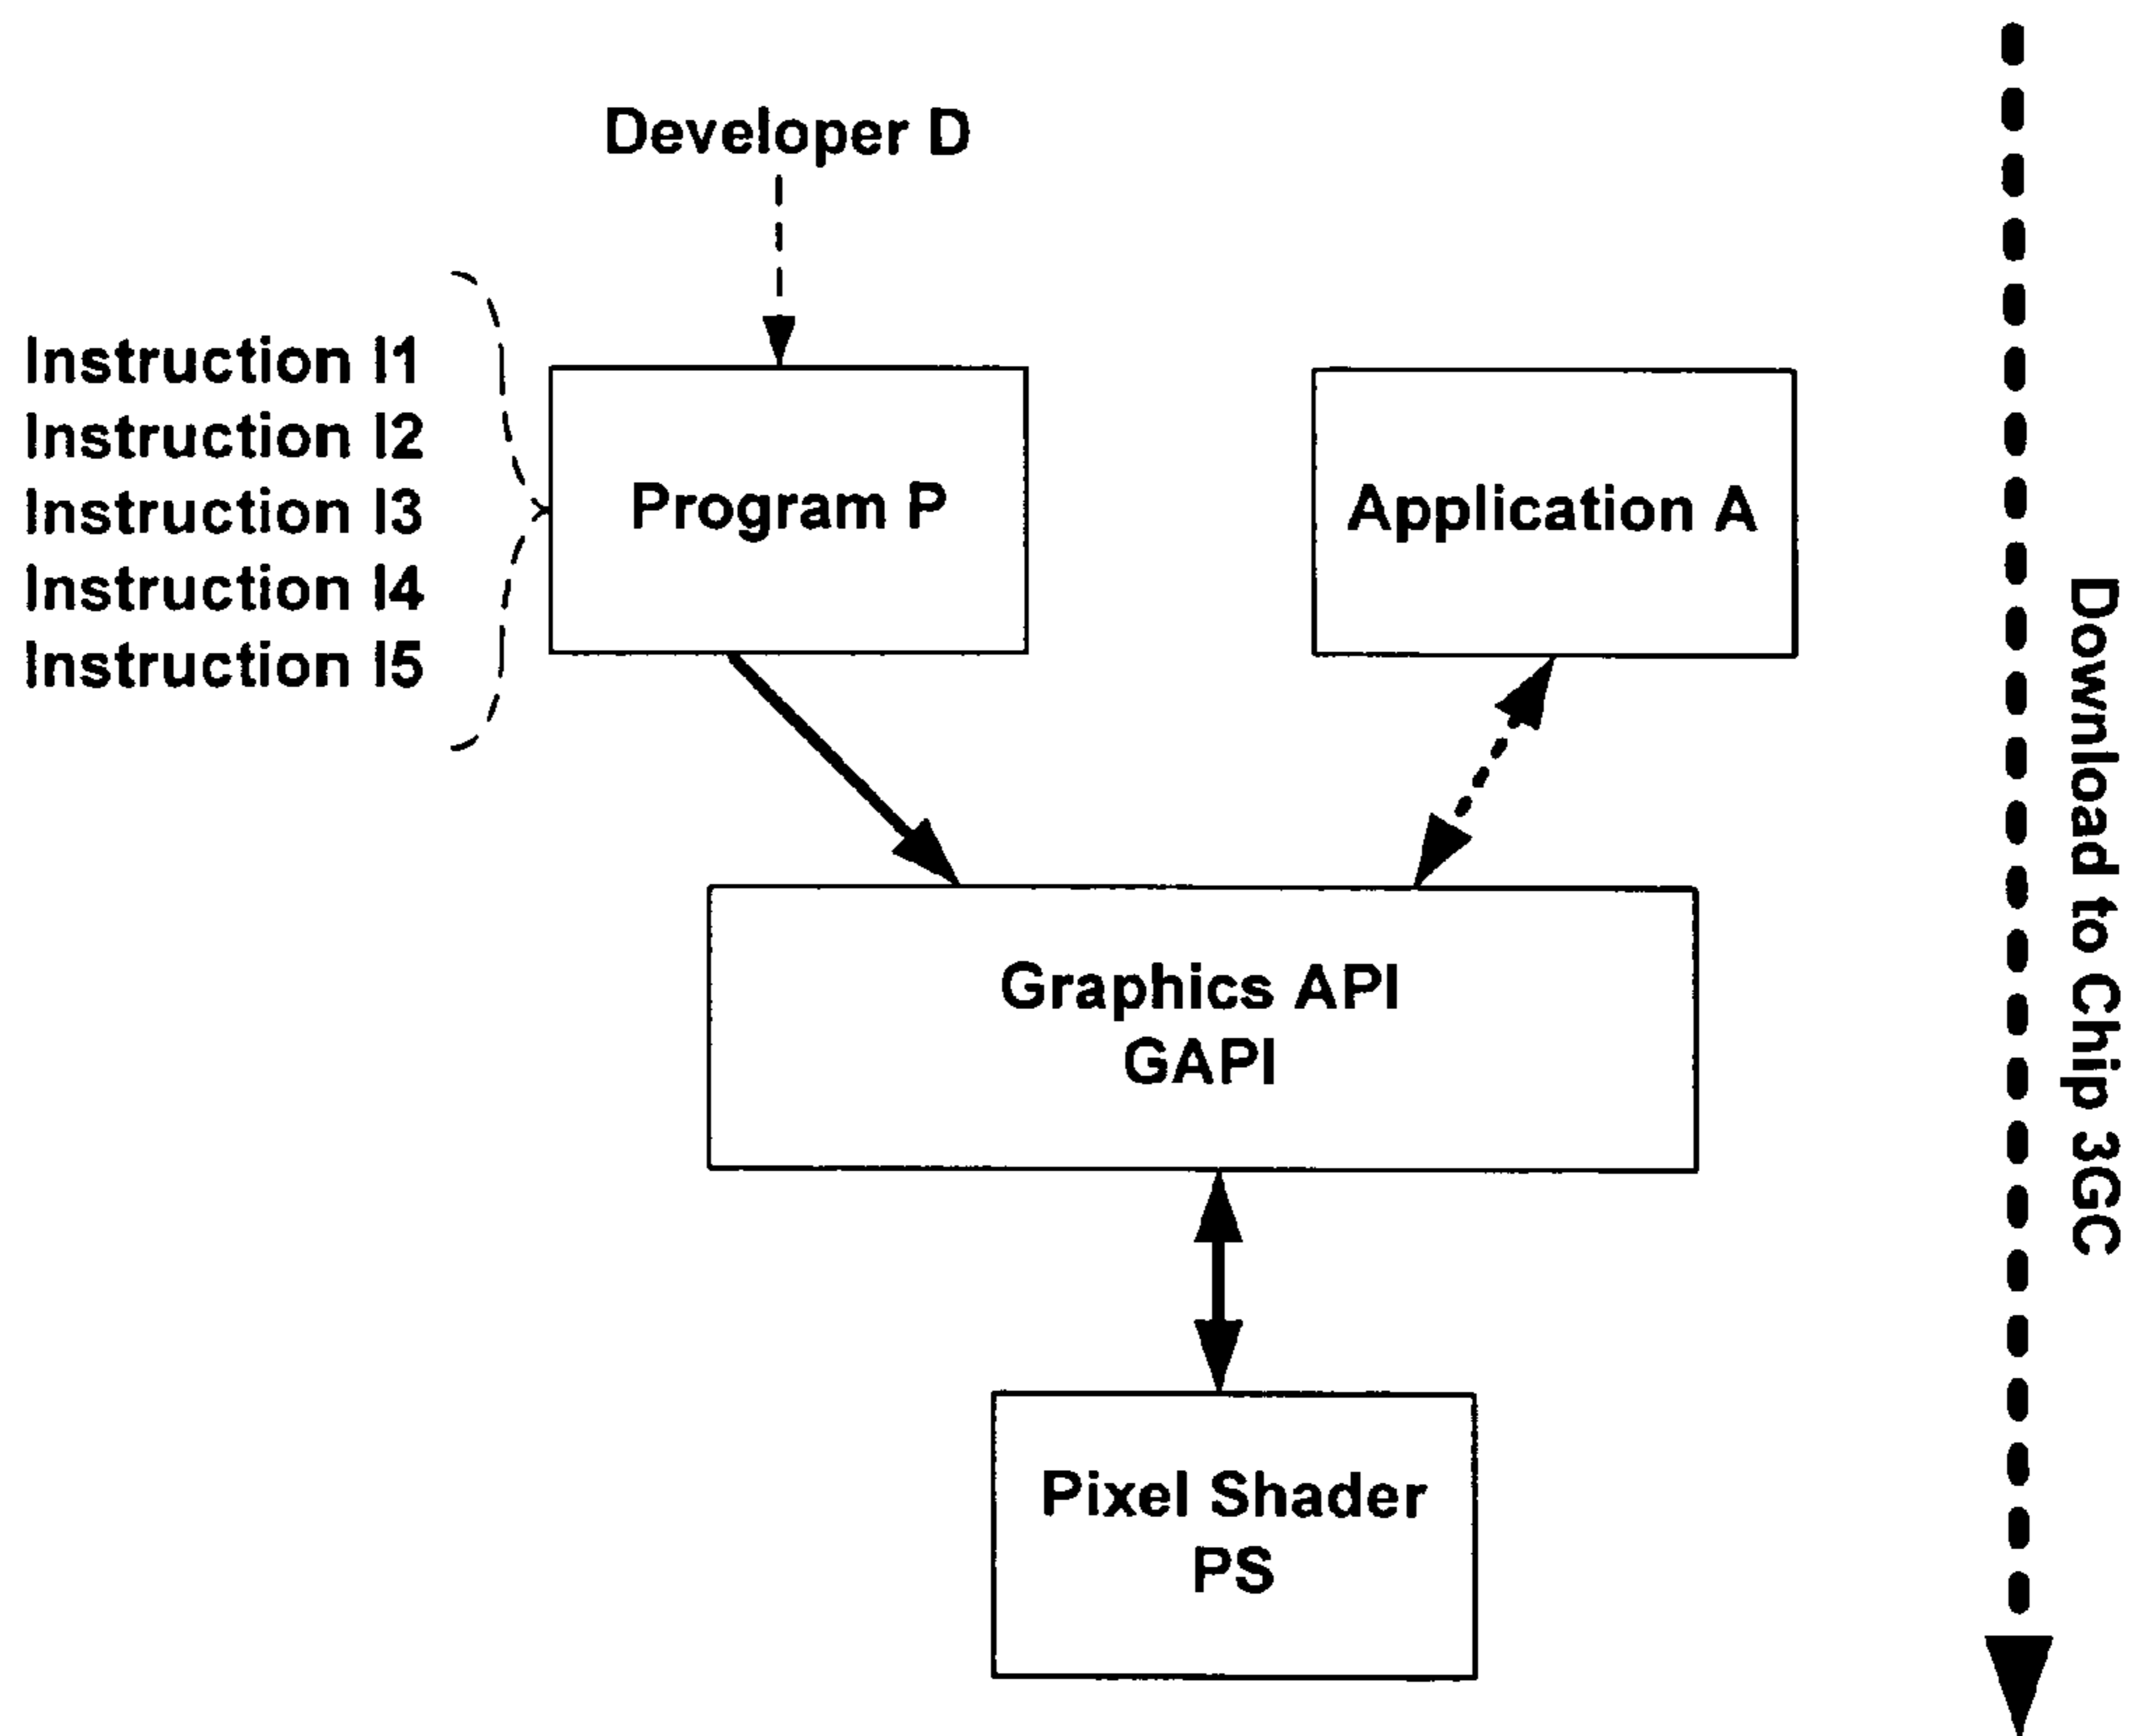 Developer D
Instruction I1
Instruction I2
Instruction I3
Instruction I4
Instruction I5
Program P
Application A
Graphics API
GAPI
Pixel Shader
PS
Download to Chip 3GC